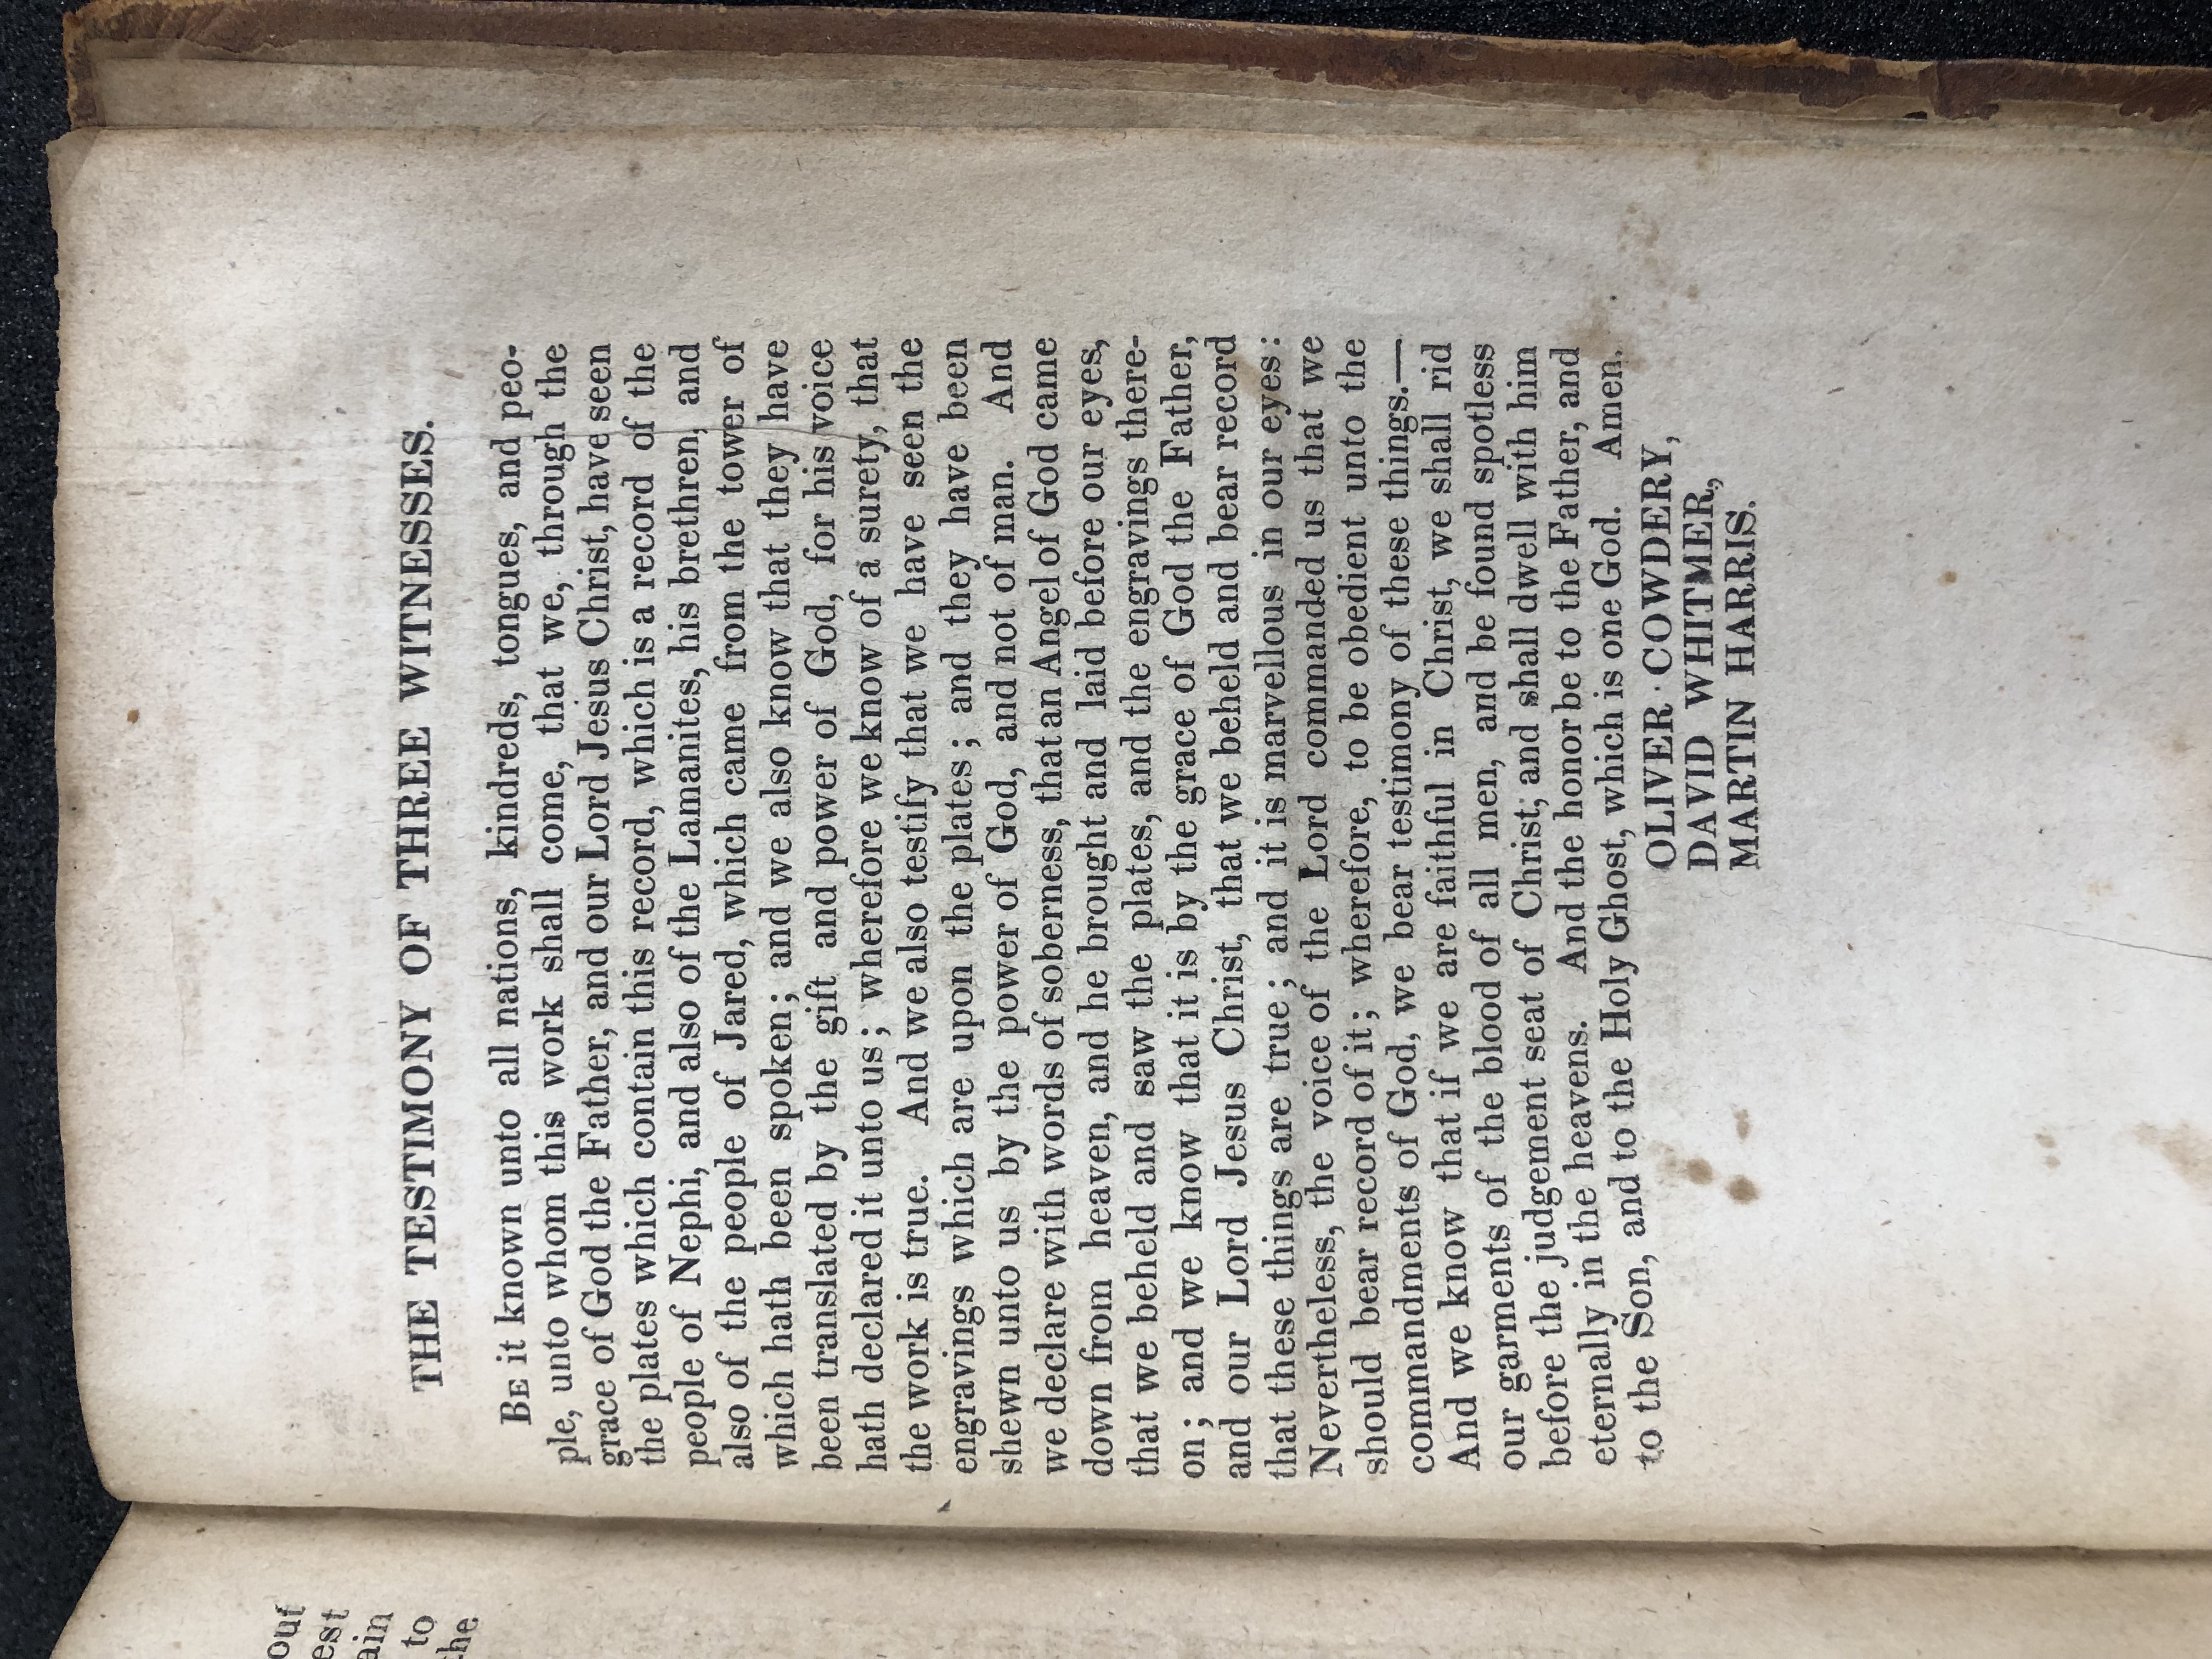 THE TESTIMONY OF THREE WITNESSES.
BE it known unto all nations, kindreds, tongues, and peo-
ple, unto whom this work shall come, that we, through the
grace of God the Father, and our Lord Jesus Christ, have seen
the plates which contain this record, which is a record of the
people of Nephi, and also of the Lamanites, his brethren, and
also of the people of Jared, which came from the tower of
which hath been spoken; and we also know that they have
been translated by the gift and power of God, for his voice
hath declared it unto us; wherefore we know of a surety, that
the work is true. And we also testify that we have seen the
engravings which are upon the plates; and they have been
shewn unto us by the power of God, and not of man. And
we declare with words of soberness, that an Angel of God came
down from heaven, and he brought and laid before our eyes,
that we beheld and saw the plates, and the engravings there-
on; and we know that it is by the grace of God the Father,
and our Lord Jesus Christ, that we beheld and bear record
that these things are true; and it is marvellous in our eyes:
Nevertheless, the voice of the Lord commanded us that we
should bear record of it; wherefore, to be obedient unto the
commandments of God, we bear testimony of these things.—
And we know that if we are faithful in Christ, we shall rid
our garments of the blood of all men, and be found spotless
before the judgement seat of Christ, and shall dwell with him
eternally in the heavens. And the honor be to the Father, and
to the Son, and to the Holy Ghost, which is one God. Amen.
OLIVER COWDERY,
DAVID WHITMER,
MARTIN HARRIS.
out
est
ain
to
the